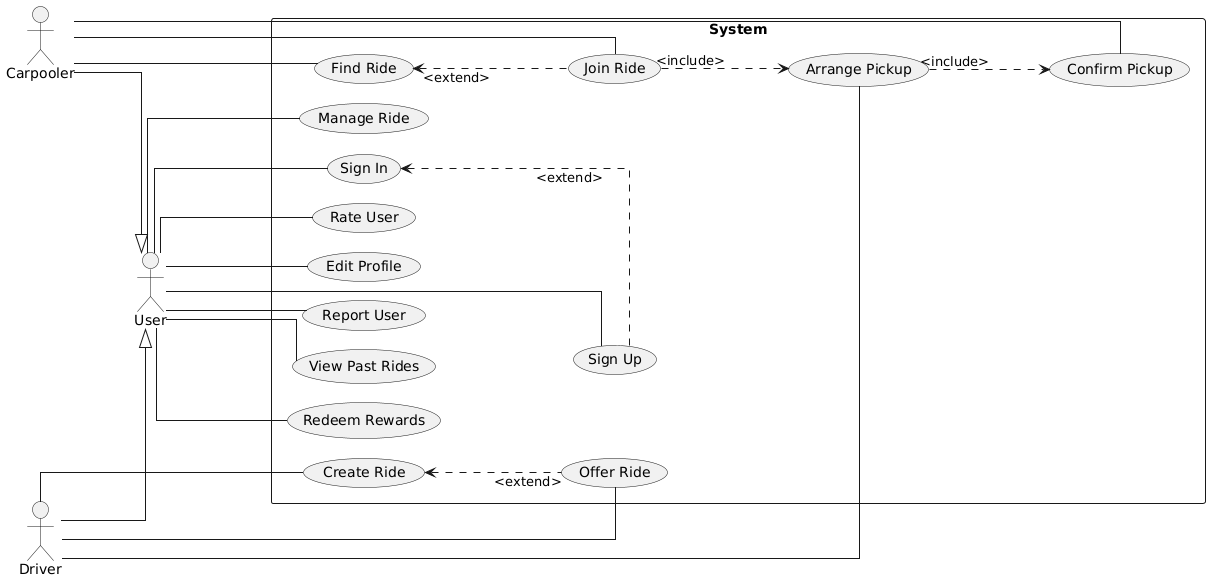 System
Carpooler
Find Ride
<extend>
Join Ride
<include>
Arrange Pickup
<include>
Confirm Pickup
Manage Ride
Sign In
<extend>
Rate User
Edit Profile
User
Report User
Sign Up
View Past Rides
Redeem Rewards
Create Ride
<extend>
Offer Ride
Driver